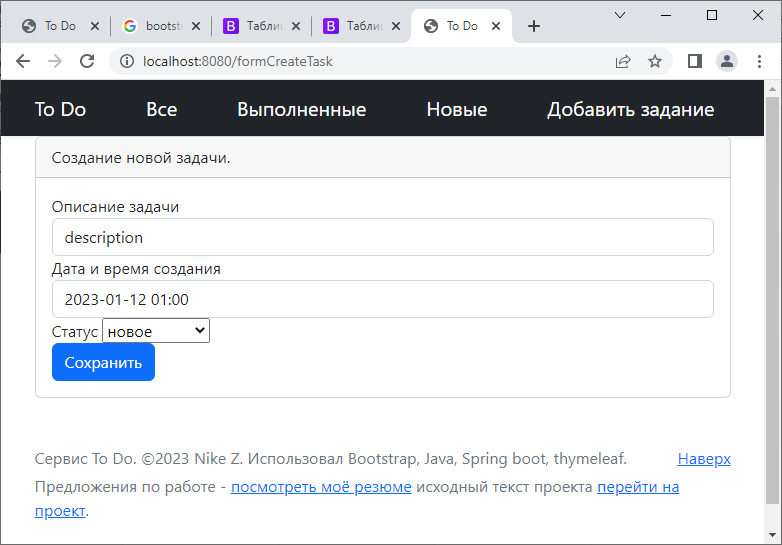 To Do bootst Таблиц Таблиц To Do
localhost:8080/formCreateTask
To Do Все Выполненные Новые Добавить задание
Создание новой задачи.
Описание задачи
description
Дата и время создания
2023-01-12 01:00
Статус новое
Сохранить
Сервис To Do. ©2023 Nike Z. Использовал Bootstrap, Java, Spring boot, thymeleaf. Наверх
Предложения по работе - посмотреть моё резюме исходный текст проекта перейти на
проект.